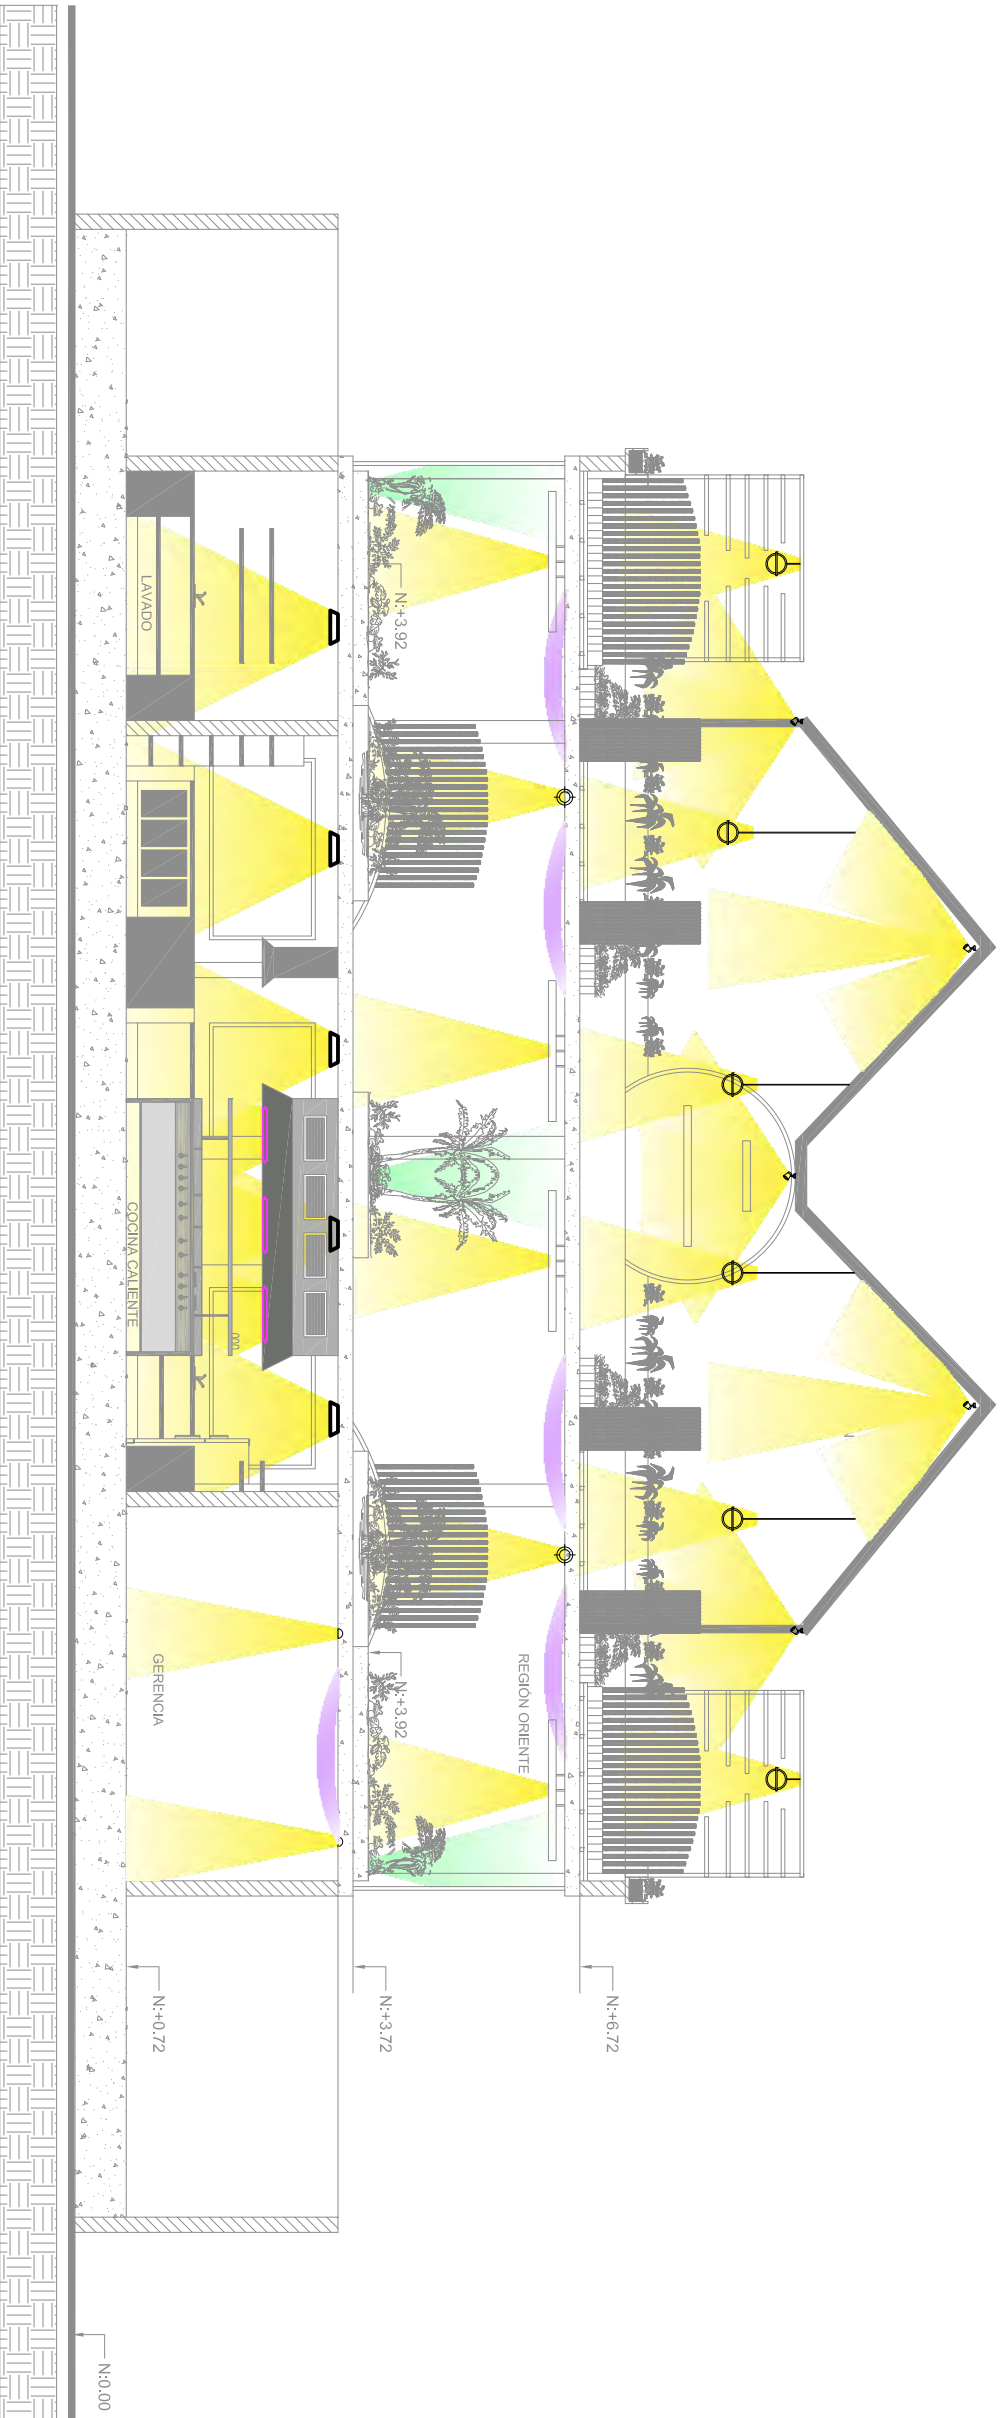 N:+6.72
REGIÓN ORIENTE
N:+3.92
N:+3.92
N:+3.72
LAVADO
COCINA CALIENTE
GERENCIA
N:+0.72
N:0.00